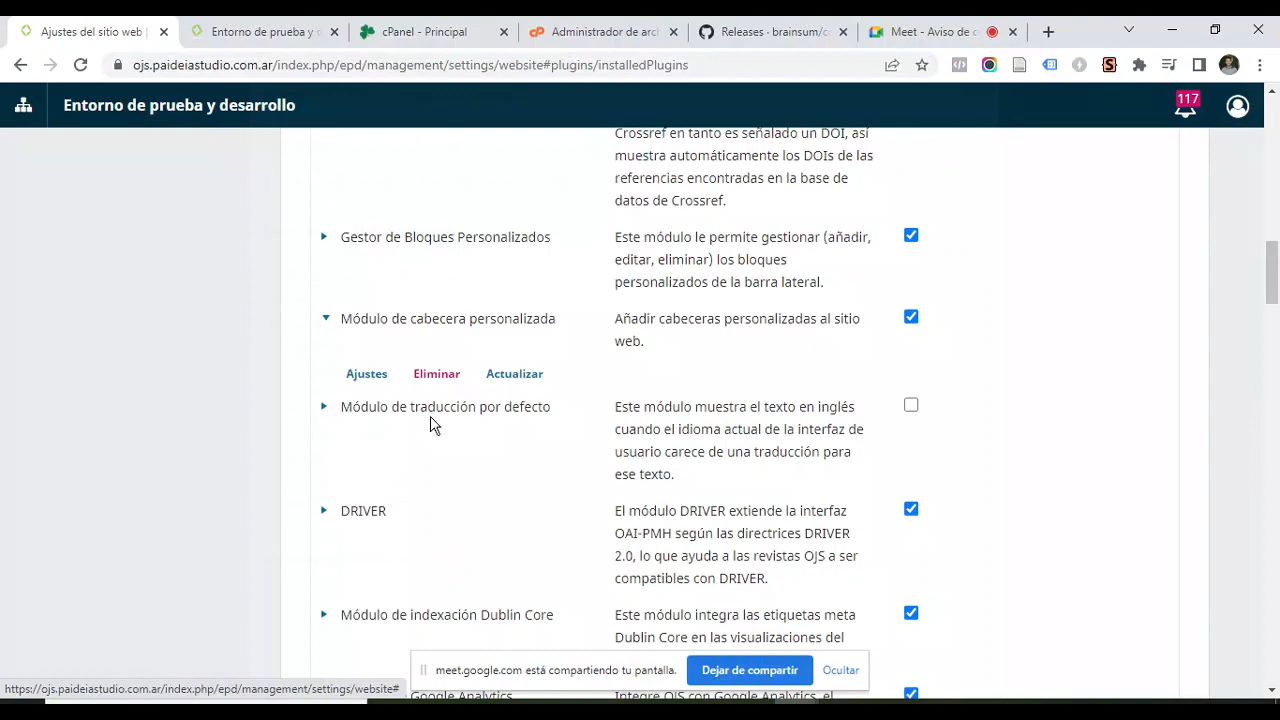 Ajustes del sitio web
Entorno de prueba y d
cPanel - Principal
Administrador de arc
Releases · brainsum/c
Meet - Aviso de c
ojs.paideiastudio.com.ar/index.php/epd/management/settings/website#plugins/installedPlugins
Entorno de prueba y desarrollo
117
Crossref en tanto es señalado un DOI, así
muestra automáticamente los DOIs de las
referencias encontradas en la base de
datos de Crossref.
Gestor de Bloques Personalizados
Este módulo le permite gestionar (añadir,
editar, eliminar) los bloques
personalizados de la barra lateral.
Módulo de cabecera personalizada
Añadir cabeceras personalizadas al sitio
web.
Ajustes Eliminar Actualizar
Módulo de traducción por defecto
Este módulo muestra el texto en inglés
cuando el idioma actual de la interfaz de
usuario carece de una traducción para
ese texto.
DRIVER
El módulo DRIVER extiende la interfaz
OAI-PMH según las directrices DRIVER
2.0, lo que ayuda a las revistas OJS a ser
compatibles con DRIVER.
Módulo de indexación Dublin Core
Este módulo integra las etiquetas meta
Dublin Core en las visualizaciones del
meet.google.com está compartiendo tu pantalla.
Dejar de compartir
Ocultar
https://ojs.paideiastudio.com.ar/index.php/epd/management/settings/website#
Google Analytics
Integre OJS con Google Analytics, el